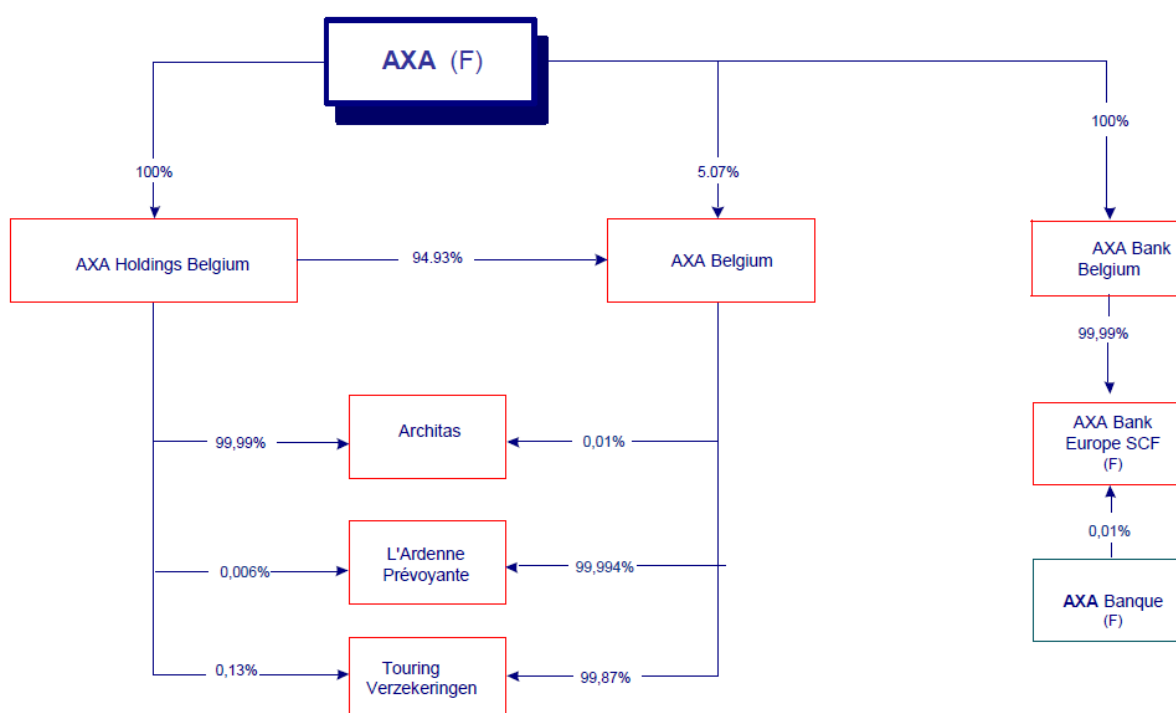 AXA (F)
100%
100%
5.07%
AXA Holdings Belgium
94.93%
AXA Belgium
AXA Bank
Belgium
99,99%
99,99%
Architas
0,01%
AXA Bank
Europe SCF
(F)
0,01%
0,006%
L'Ardenne
Prévoyante
99,994%
AXA Banque
(F)
0,13%
Touring
Verzekeringen
99,87%